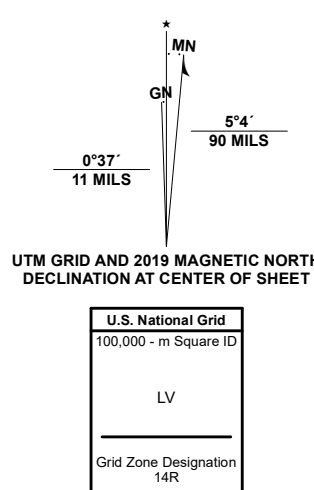 ★
MN
GN
5°4´
90 MILS
0°37´
11 MILS
UTM GRID AND 2019 MAGNETIC NORTH
DECLINATION AT CENTER OF SHEET
U.S. National Grid
100,000 - m Square ID
LV
Grid Zone Designation
14R